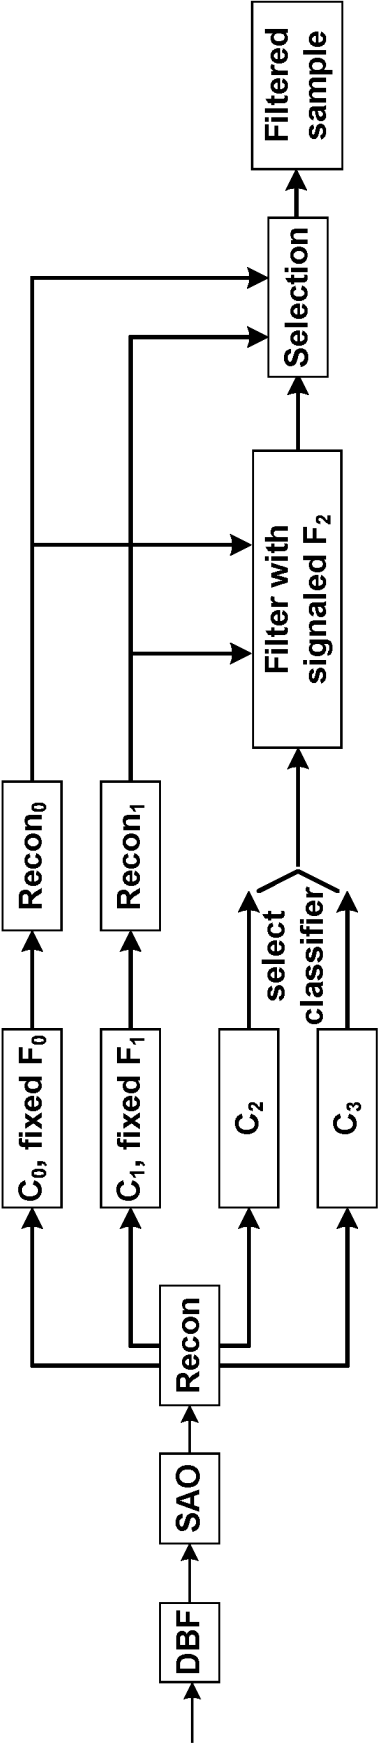 DBF
SAO
Recon
C₀, fixed F₀
Recon₀
C₁, fixed F₁
Recon₁
C₂
C₃
select
classifier
Filter with
signaled F₂
Selection
Filtered
sample